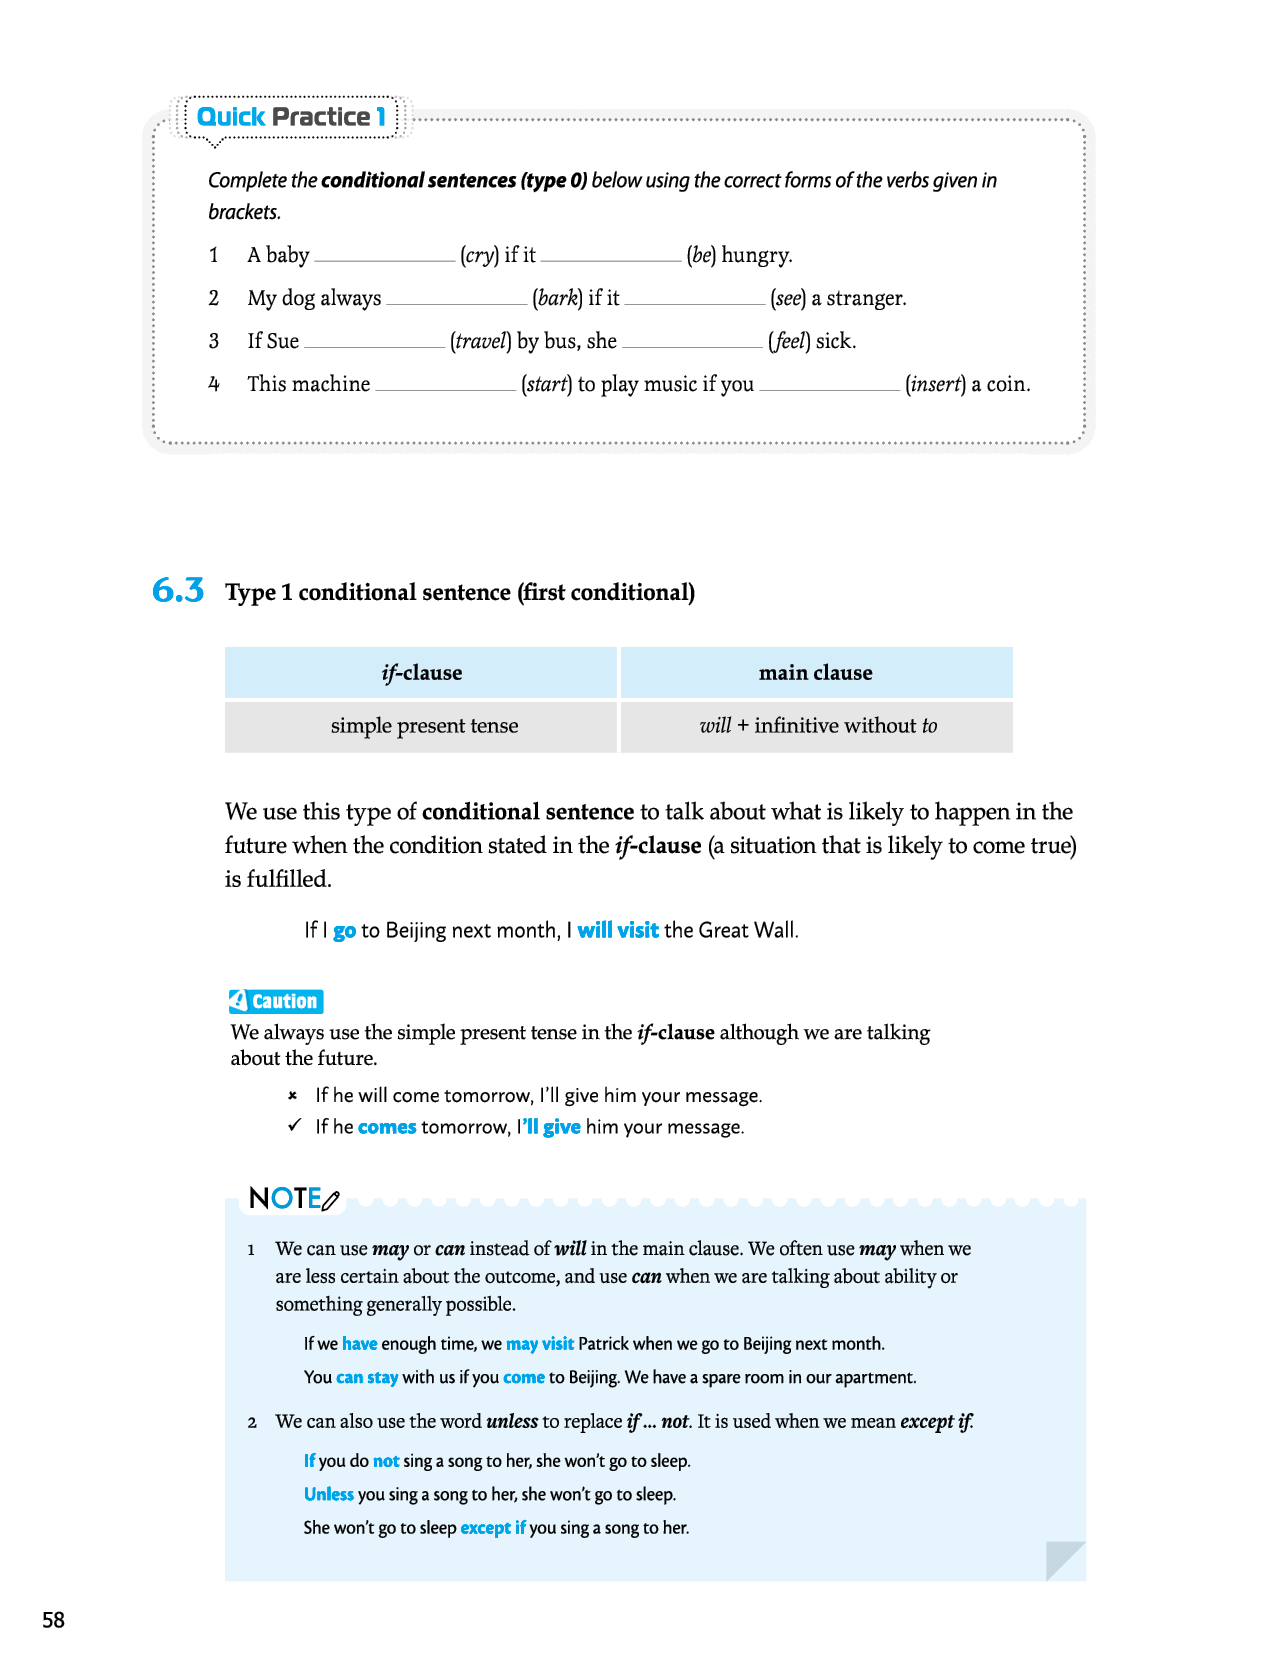 Quick Practice 1
Complete the conditional sentences (type 0) below using the correct forms of the verbs given in
brackets.
1 A baby ______________ (cry) if it ______________ (be) hungry.
2 My dog always ______________ (bark) if it ______________ (see) a stranger.
3 If Sue ______________ (travel) by bus, she ______________ (feel) sick.
4 This machine ______________ (start) to play music if you ______________ (insert) a coin.
6.3 Type 1 conditional sentence (first conditional)
if-clause main clause
simple present tense will + infinitive without to
We use this type of conditional sentence to talk about what is likely to happen in the
future when the condition stated in the if-clause (a situation that is likely to come true)
is fulfilled.
If I go to Beijing next month, I will visit the Great Wall.
Caution
We always use the simple present tense in the if-clause although we are talking
about the future.
× If he will come tomorrow, I'll give him your message.
✓ If he comes tomorrow, I'll give him your message.
NOTE
1 We can use may or can instead of will in the main clause. We often use may when we
are less certain about the outcome, and use can when we are talking about ability or
something generally possible.
If we have enough time, we may visit Patrick when we go to Beijing next month.
You can stay with us if you come to Beijing. We have a spare room in our apartment.
2 We can also use the word unless to replace if ... not. It is used when we mean except if.
If you do not sing a song to her, she won't go to sleep.
Unless you sing a song to her, she won't go to sleep.
She won't go to sleep except if you sing a song to her.
58